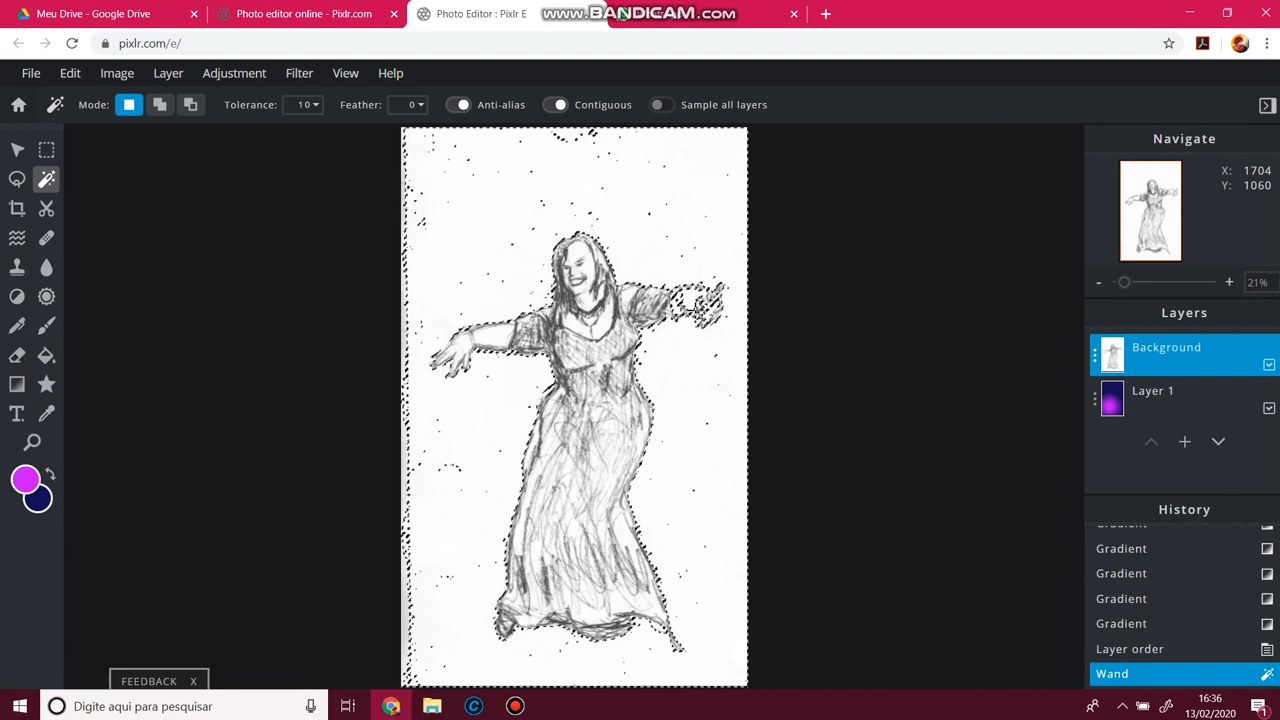 Meu Drive - Google Drive
Photo editor online - Pixlr.com
Photo Editor : Pixlr E
www.BANDICAM.com
pixlr.com/e/
File Edit Image Layer Adjustment Filter View Help
Mode: Tolerance: 10 Feather: 0 Anti-alias Contiguous Sample all layers
Navigate
X: 1704
Y: 1060
- + 21%
Layers
Background
Layer 1
History
Gradient
Gradient
Gradient
Gradient
Gradient
Layer order
Wand
FEEDBACK X
Digite aqui para pesquisar
16:36
13/02/2020
1